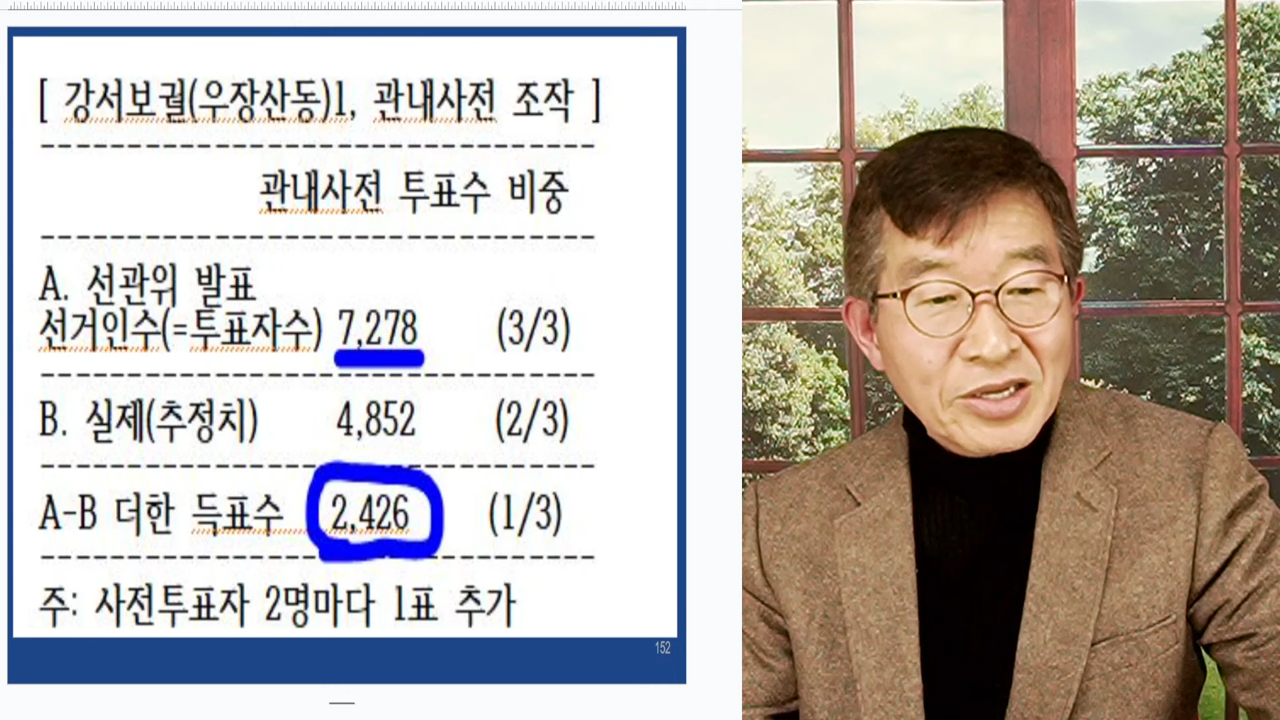 [ 강서보궐(우장산동)1, 관내사전 조작 ]
관내사전 투표수 비중
A. 선관위 발표
선거인수(=투표자수) 7,278 (3/3)
B. 실제(추정치) 4,852 (2/3)
A-B 더한 득표수 2,426 (1/3)
주: 사전투표자 2명마다 1표 추가
152